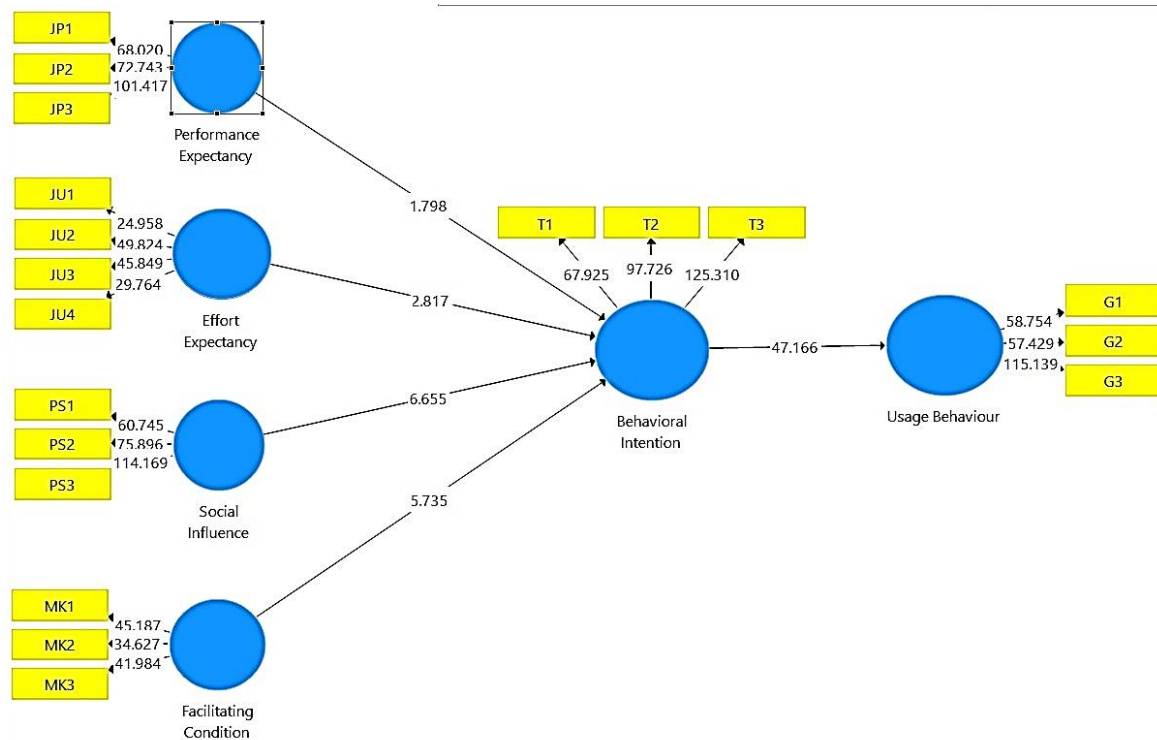 JP1
JP2
JP3
68.020
72.743
101.417
Performance
Expectancy
JU1
JU2
JU3
JU4
24.958
49.824
45.849
29.764
Effort
Expectancy
PS1
PS2
PS3
60.745
75.896
114.169
Social
Influence
MK1
MK2
MK3
45.187
34.627
41.984
Facilitating
Condition
1.798
2.817
6.655
5.735
T1
T2
T3
67.925
97.726
125.310
Behavioral
Intention
47.166
Usage Behaviour
58.754
57.429
115.139
G1
G2
G3